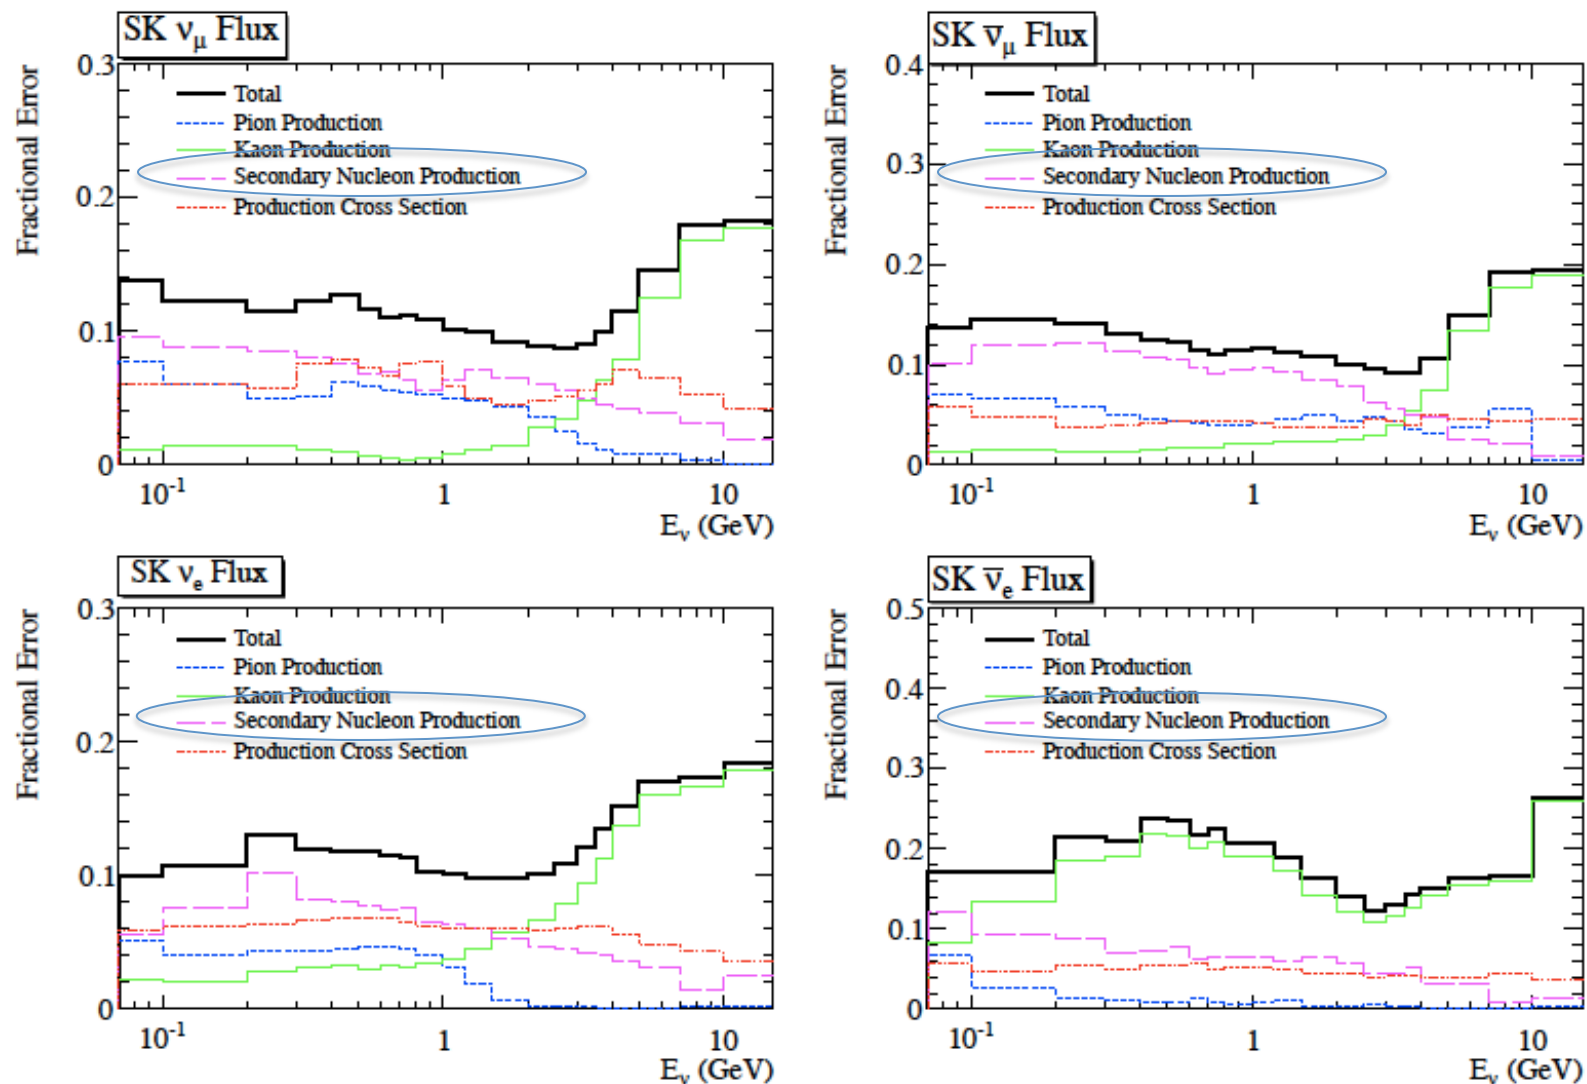 SK νμ Flux
0.3
0.2
0.1
0
Fractional Error
Total
Pion Production
Kaon Production
Secondary Nucleon Production
Production Cross Section
10-1
1
10
Eν (GeV)
SK ν̅μ Flux
0.4
0.3
0.2
0.1
0
Fractional Error
Total
Pion Production
Kaon Production
Secondary Nucleon Production
Production Cross Section
10-1
1
10
Eν (GeV)
SK νe Flux
0.3
0.2
0.1
0
Fractional Error
Total
Pion Production
Kaon Production
Secondary Nucleon Production
Production Cross Section
10-1
1
10
Eν (GeV)
SK ν̅e Flux
0.5
0.4
0.3
0.2
0.1
0
Fractional Error
Total
Pion Production
Kaon Production
Secondary Nucleon Production
Production Cross Section
10-1
1
10
Eν (GeV)